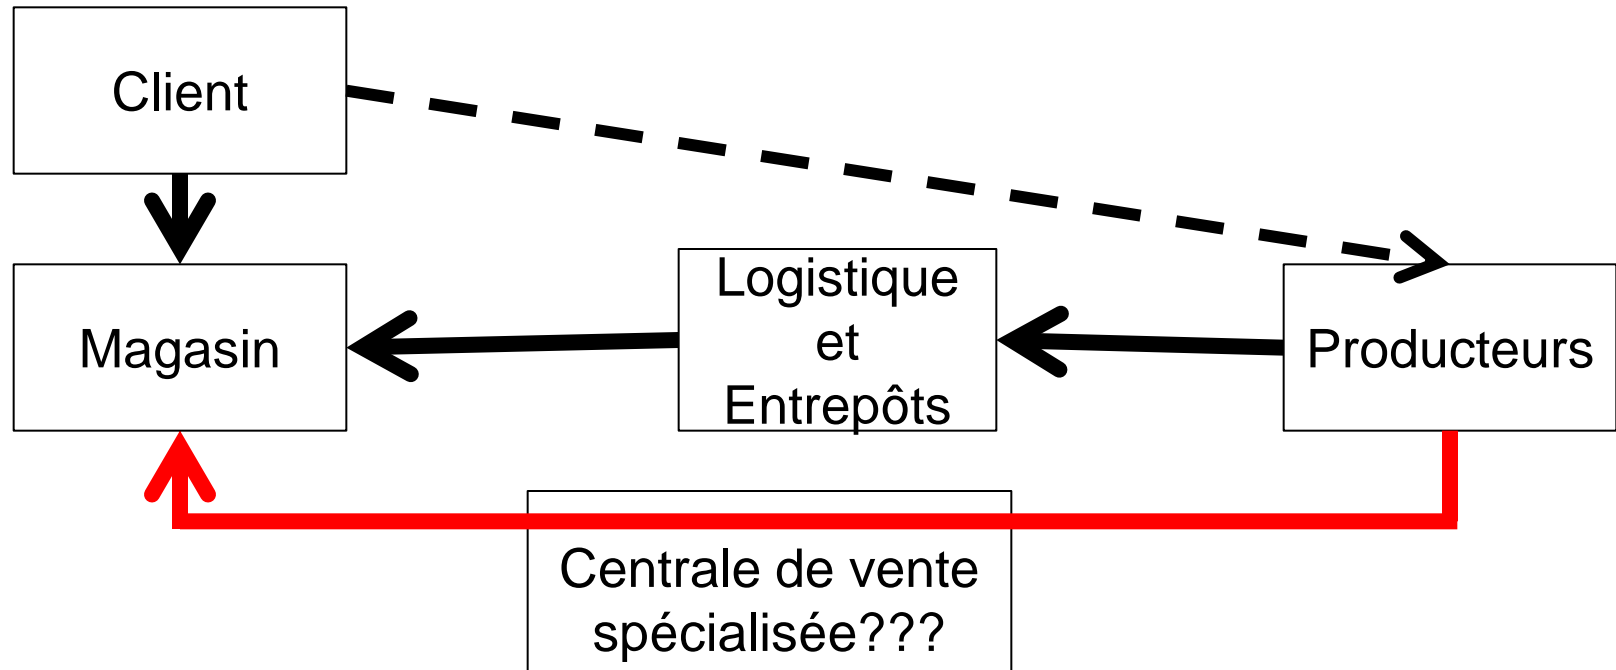 Client
Magasin
Logistique
et
Entrepôts
Producteurs
Centrale de vente
spécialisée???